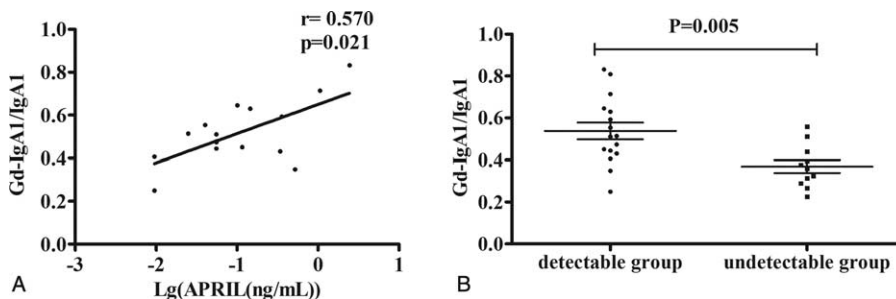 r= 0.570
p=0.021
1.0
0.8
0.6
0.4
0.2
0.0
Gd-IgA1/IgA1
-3
-2
-1
0
1
Lg(APRIL(ng/mL))
A
P=0.005
1.0
0.8
0.6
0.4
0.2
0.0
Gd-IgA1/IgA1
detectable group
undetectable group
B